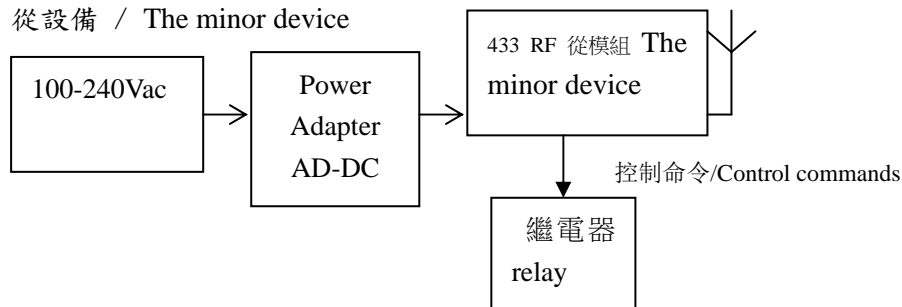 從設備 / The minor device
100-240Vac
Power
Adapter
AD-DC
433 RF 從模組 The
minor device
控制命令/Control commands
繼電器
relay